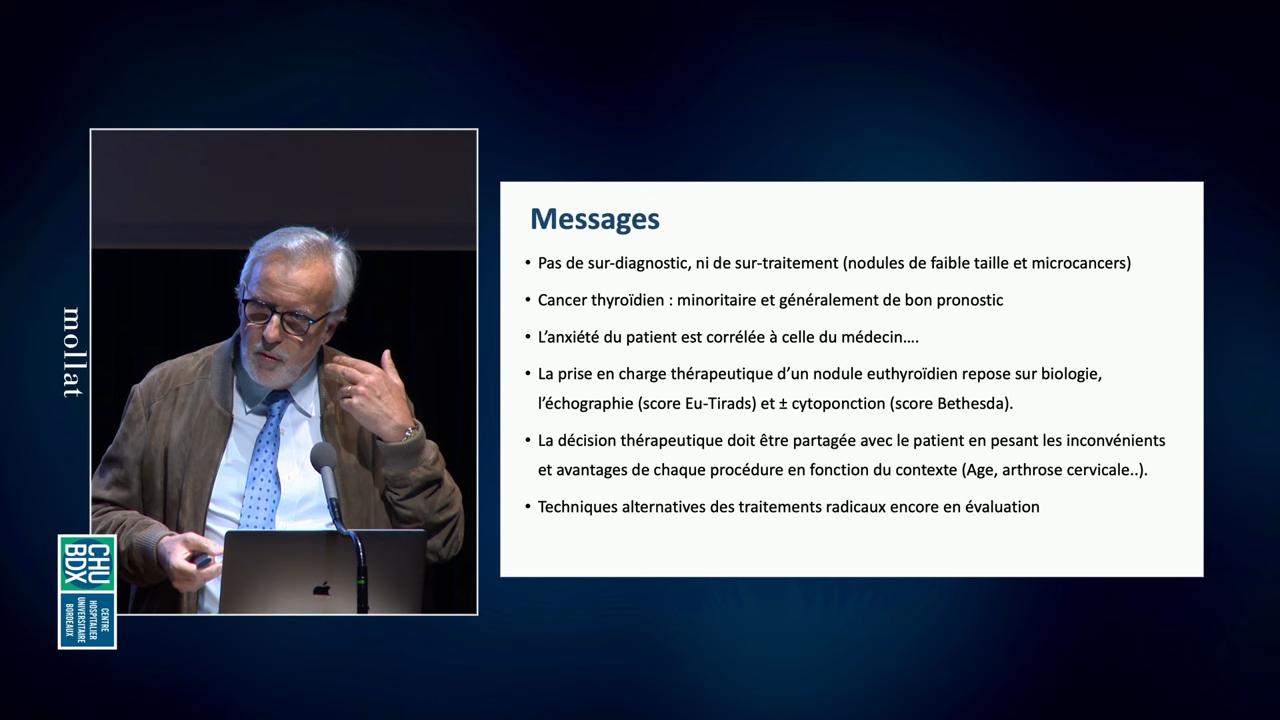 mollat
CHU
BDX
CENTRE
HOSPITALIER
UNIVERSITAIRE
BORDEAUX
Messages
• Pas de sur-diagnostic, ni de sur-traitement (nodules de faible taille et microcancers)
• Cancer thyroïdien : minoritaire et généralement de bon pronostic
• L’anxiété du patient est corrélée à celle du médecin….
• La prise en charge thérapeutique d’un nodule euthyroïdien repose sur biologie,
l’échographie (score Eu-Tirads) et ± cytoponction (score Bethesda).
• La décision thérapeutique doit être partagée avec le patient en pesant les inconvénients
et avantages de chaque procédure en fonction du contexte (Age, arthrose cervicale..).
• Techniques alternatives des traitements radicaux encore en évaluation